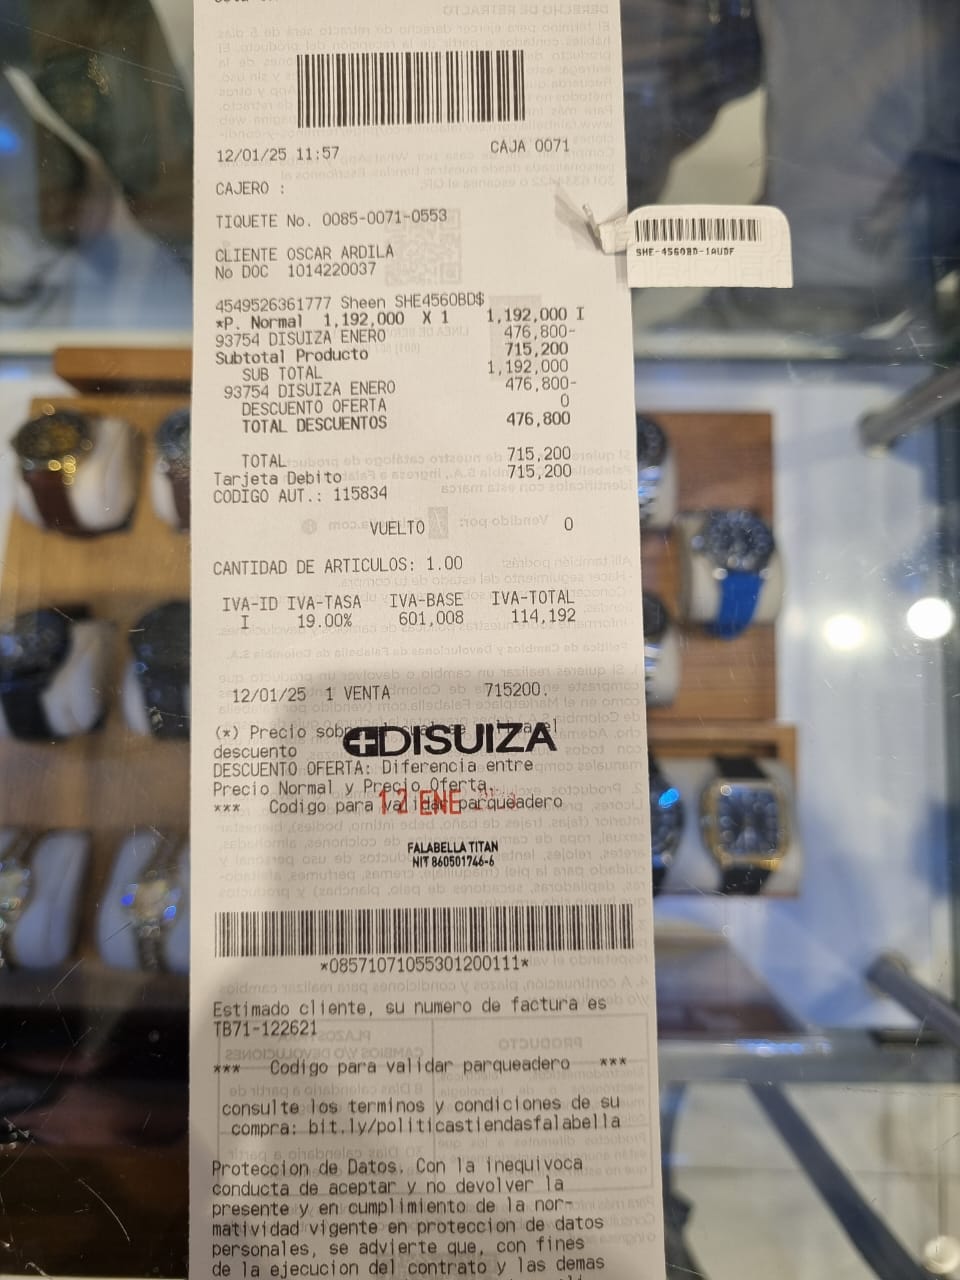 12/01/25 11:57 CAJA 0071
CAJERO :
TIQUETE No. 0085-0071-0553
CLIENTE OSCAR ARDILA
No DOC 1014220037
SHE-4560BD-1AUDF
4549526361777 Sheen SHE4560BD$
*P. Normal 1,192,000 X 1 1,192,000 I
93754 DISUIZA ENERO 476,800-
Subtotal Producto 715,200
SUB TOTAL 1,192,000
93754 DISUIZA ENERO 476,800-
DESCUENTO OFERTA 0
TOTAL DESCUENTOS 476,800
TOTAL 715,200
Tarjeta Debito 715,200
CODIGO AUT.: 115834
VUELTO 0
CANTIDAD DE ARTICULOS: 1.00
IVA-ID IVA-TASA IVA-BASE IVA-TOTAL
I 19.00% 601,008 114,192
12/01/25 1 VENTA 715200.
(*) Precio el
DISUIZA
descuento
DESCUENTO OFERTA: Diferencia entre
Precio Normal y Precio Oferta.
12 ENE
*** Codigo para validar parqueadero
FALABELLA TITAN
NIT 860501746-6
*08571071055301200111*
Estimado cliente, su numero de factura es
TB71-122621
*** Codigo para validar parqueadero ***
consulte los terminos y condiciones de su
compra: bit.ly/politicastiendasfalabella
Proteccion de Datos. Con la inequivoca
conducta de aceptar y no devolver la
presente y en cumplimiento de la nor-
matividad vigente en proteccion de datos
personales, se advierte que, con fines
de la ejecucion del contrato y las demas